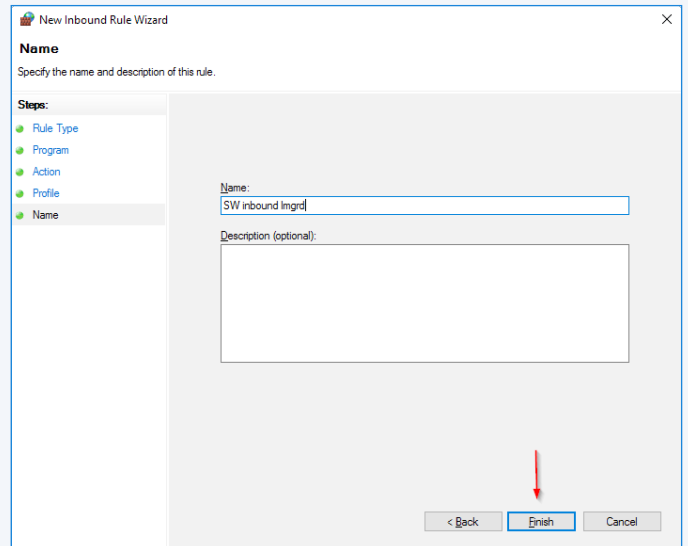 New Inbound Rule Wizard
Name
Specify the name and description of this rule.
Steps:
Rule Type
Program
Action
Profile
Name
Name:
SW inbound lmgrd
Description (optional):
< Back
Finish
Cancel